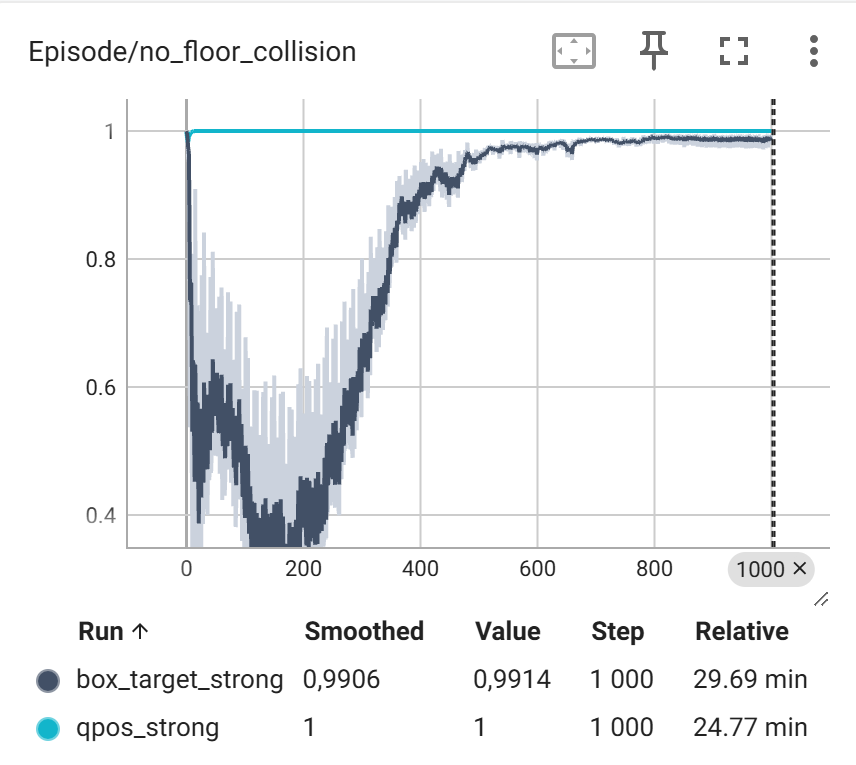 Episode/no_floor_collision
1
0.8
0.6
0.4
0 200 400 600 800 1000 ×
Run ↑ Smoothed Value Step Relative
box_target_strong 0,9906 0,9914 1 000 29.69 min
qpos_strong 1 1 1 000 24.77 min